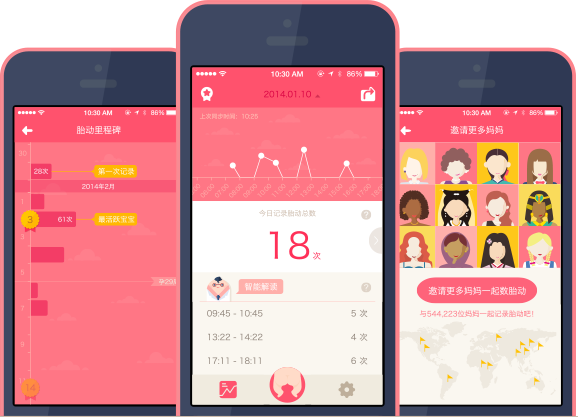 10:30 AM
86%
胎动里程碑
30
28次
第一次记录
2014年2月
1
3
61次
最活跃宝宝
5
孕29周
7
14
10:30 AM
86%
2014.01.10
上次同步时间：10:25
今日记录胎动总数
?
18次
智能解读
?
09:45 - 10:45
5 次
13:22 - 14:22
4 次
17:11 - 18:11
6 次
10:30 AM
86%
邀请更多妈妈
邀请更多妈妈一起数胎动
与544,223位妈妈一起记录胎动吧！